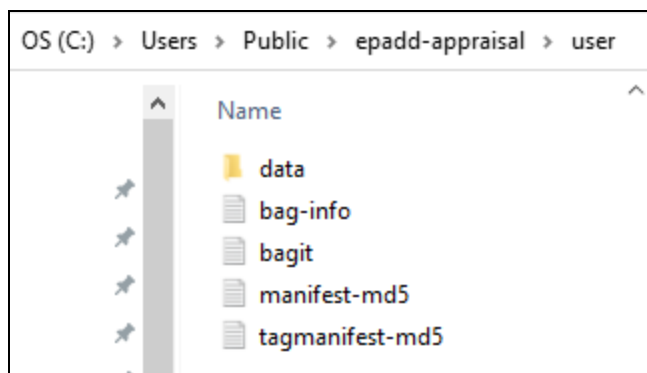 OS (C:) > Users > Public > epadd-appraisal > user
Name
data
bag-info
bagit
manifest-md5
tagmanifest-md5